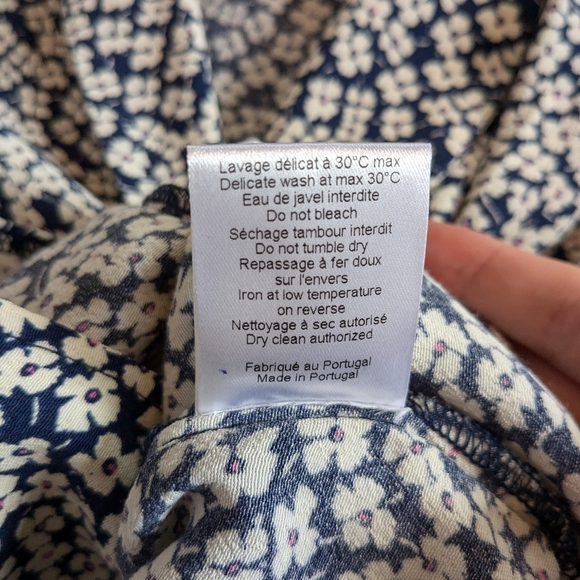 Lavage délicat à 30°C max
Delicate wash at max 30°C
Eau de javel interdite
Do not bleach
Séchage tambour interdit
Do not tumble dry
Repassage à fer doux
sur l'envers
Iron at low temperature
on reverse
Nettoyage à sec autorisé
Dry clean authorized
Fabriqué au Portugal
Made in Portugal